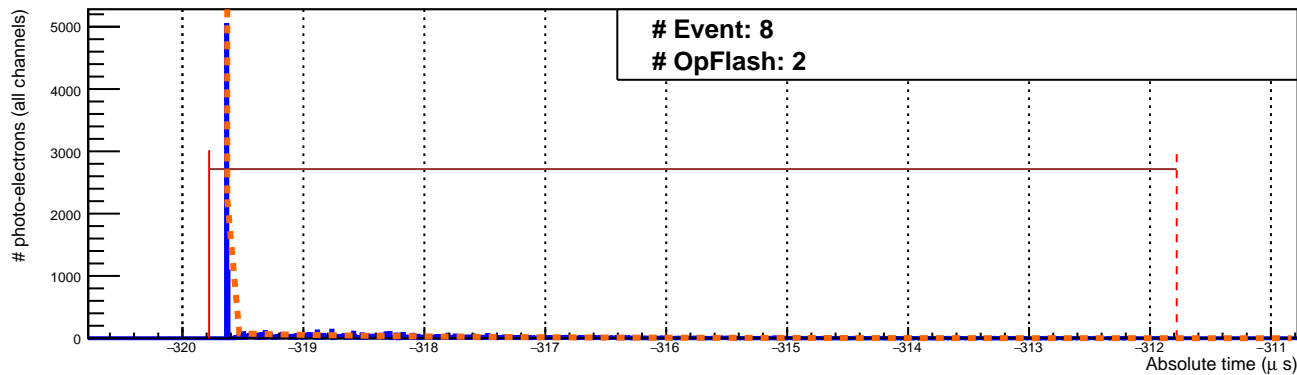 # Event: 8
# OpFlash: 2
# photo-electrons (all channels)
5000
4000
3000
2000
1000
0
−320 −319 −318 −317 −316 −315 −314 −313 −312 −311
Absolute time (μ s)